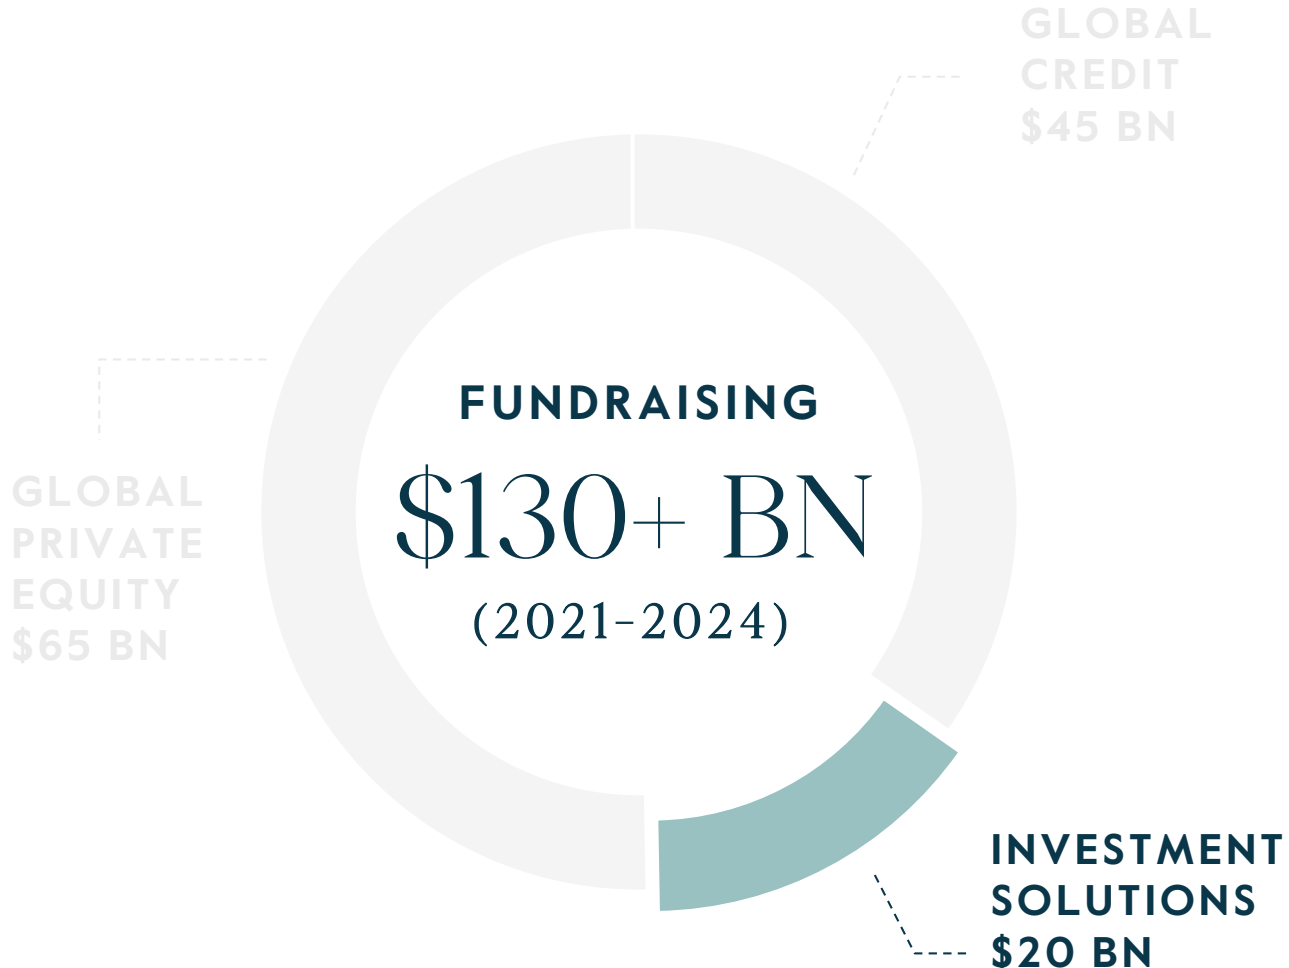 GLOBAL
CREDIT
$45 BN
FUNDRAISING
$130+ BN
(2021–2024)
GLOBAL
PRIVATE
EQUITY
$65 BN
INVESTMENT
SOLUTIONS
$20 BN